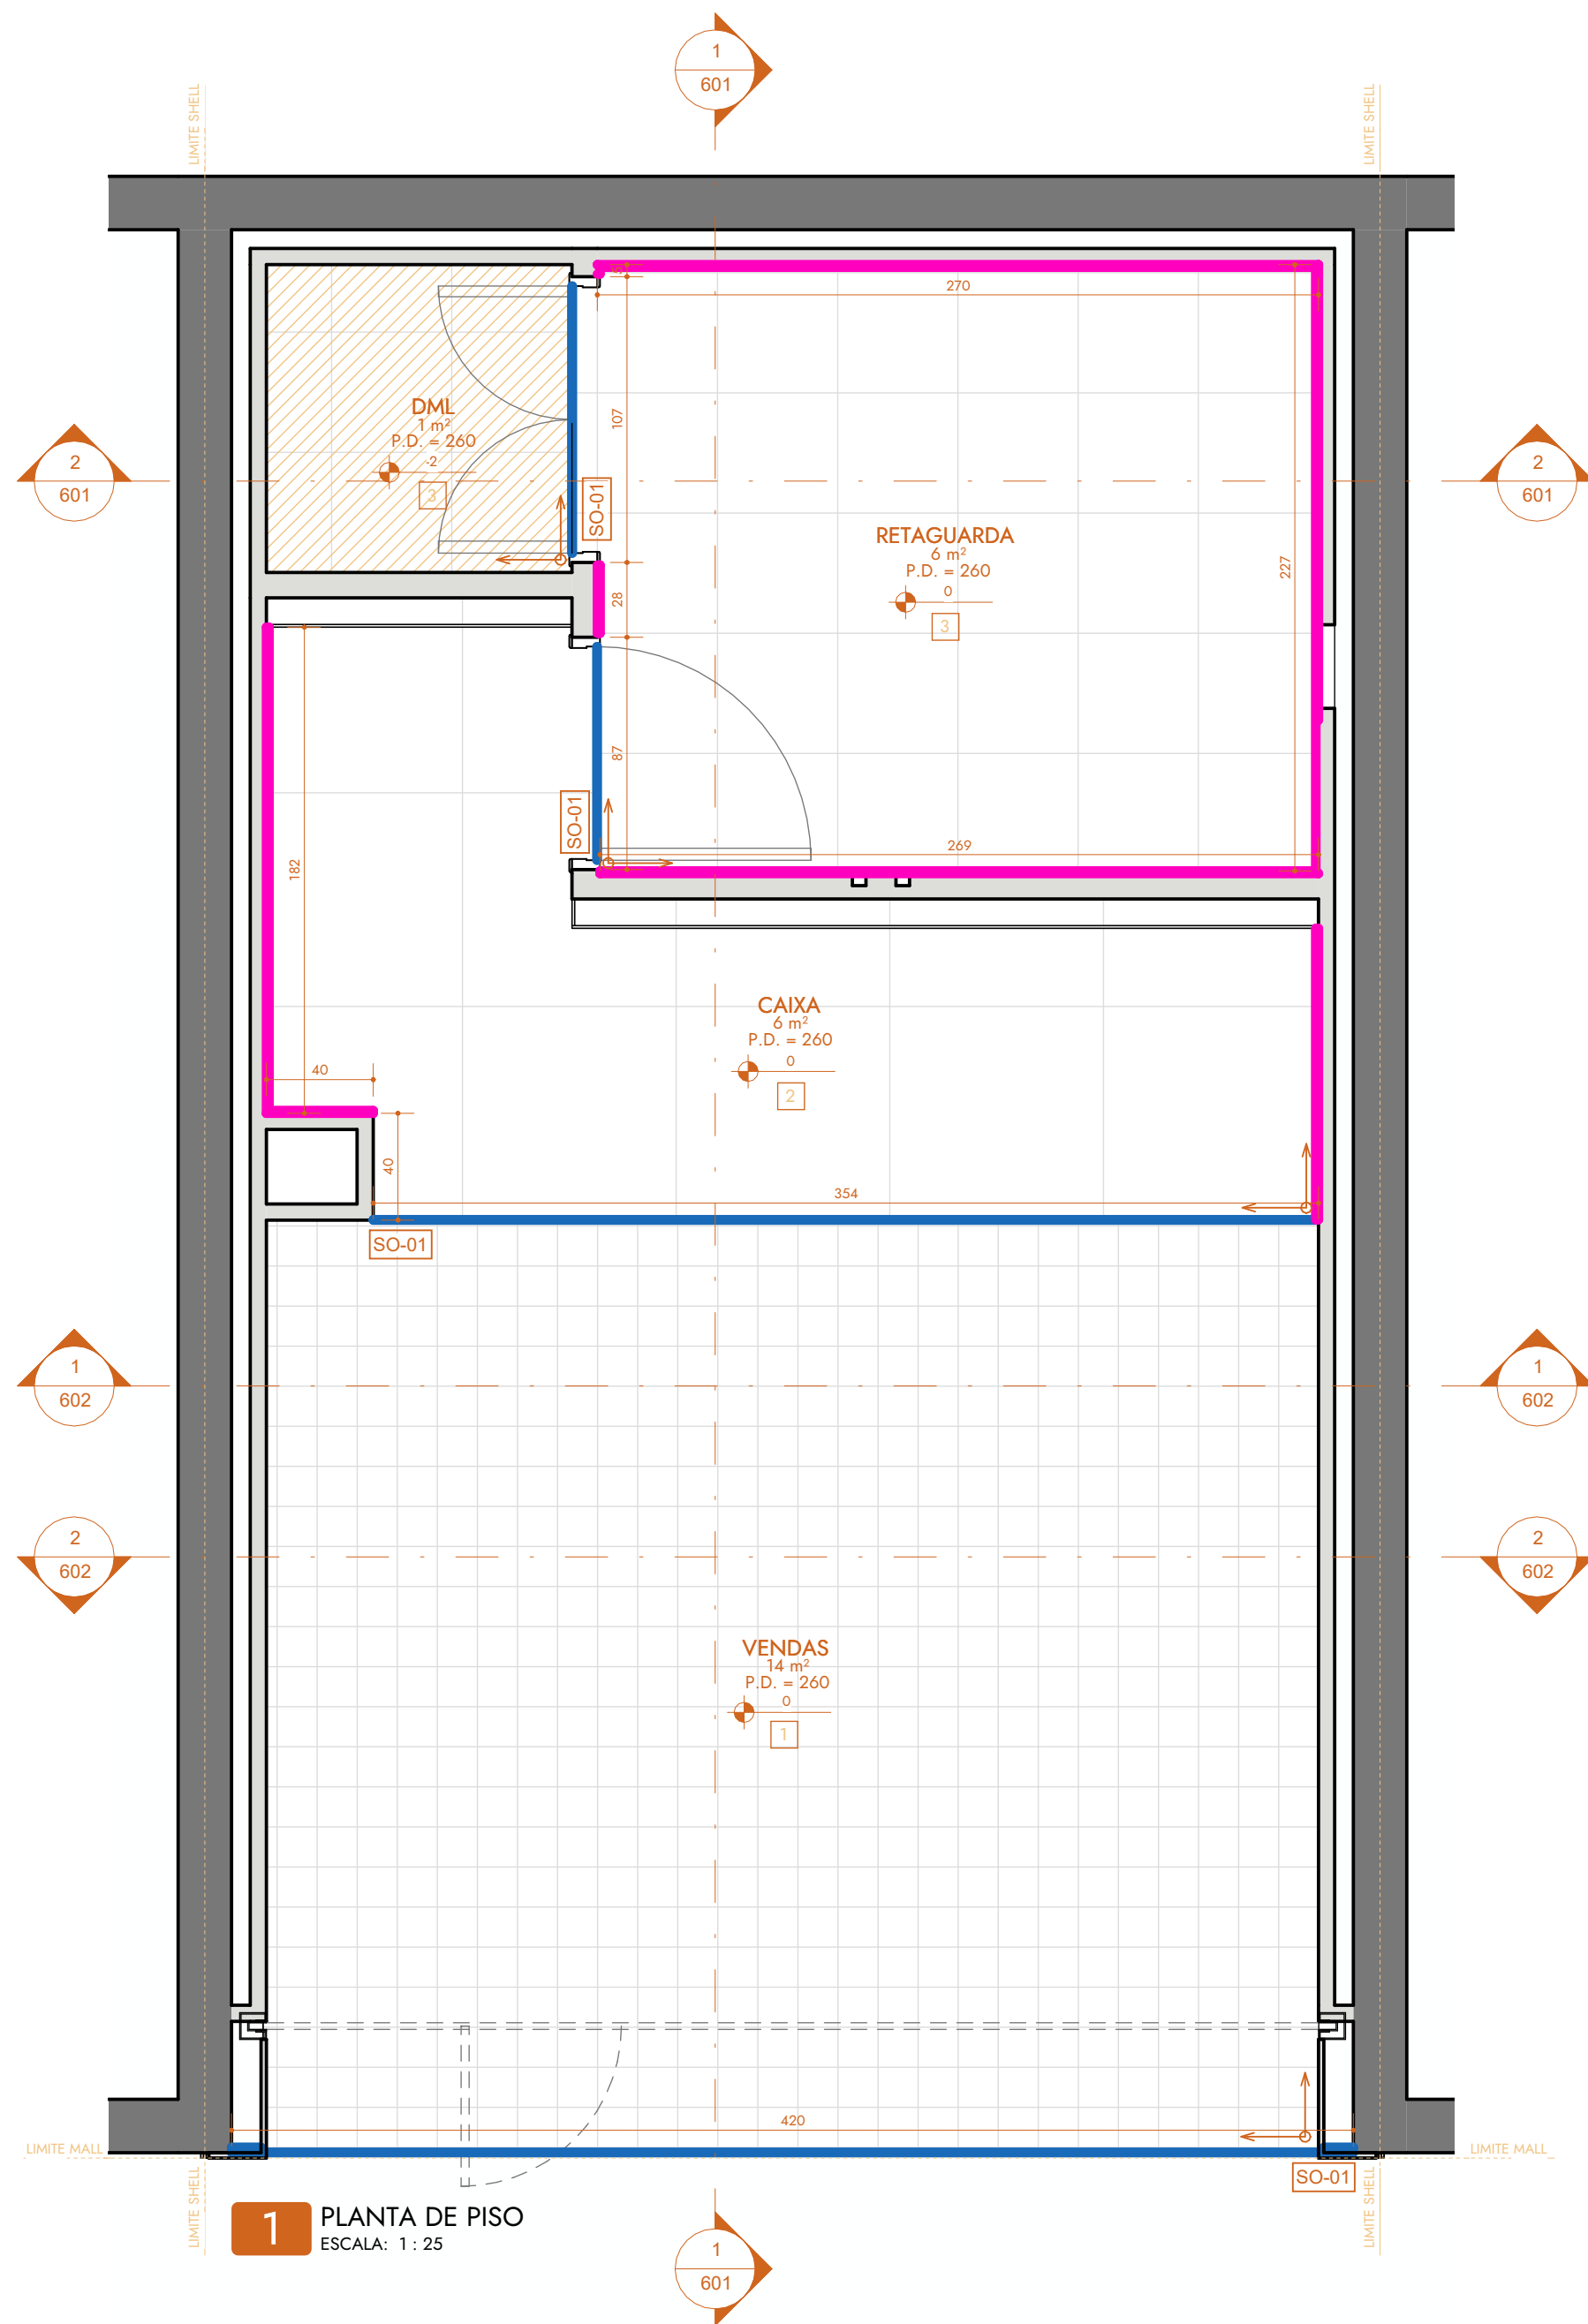 1
601
LIMITE SHELL
LIMITE SHELL
270
107
DML
1 m²
P.D. = 260
-2
3
2
601
2
601
SO-01
RETAGUARDA
6 m²
P.D. = 260
0
3
227
28
87
SO-01
269
182
CAIXA
6 m²
P.D. = 260
0
2
40
40
354
SO-01
1
602
1
602
2
602
2
602
VENDAS
14 m²
P.D. = 260
0
1
420
LIMITE MALL
LIMITE MALL
SO-01
LIMITE SHELL
LIMITE SHELL
1
PLANTA DE PISO
ESCALA: 1 : 25
1
601